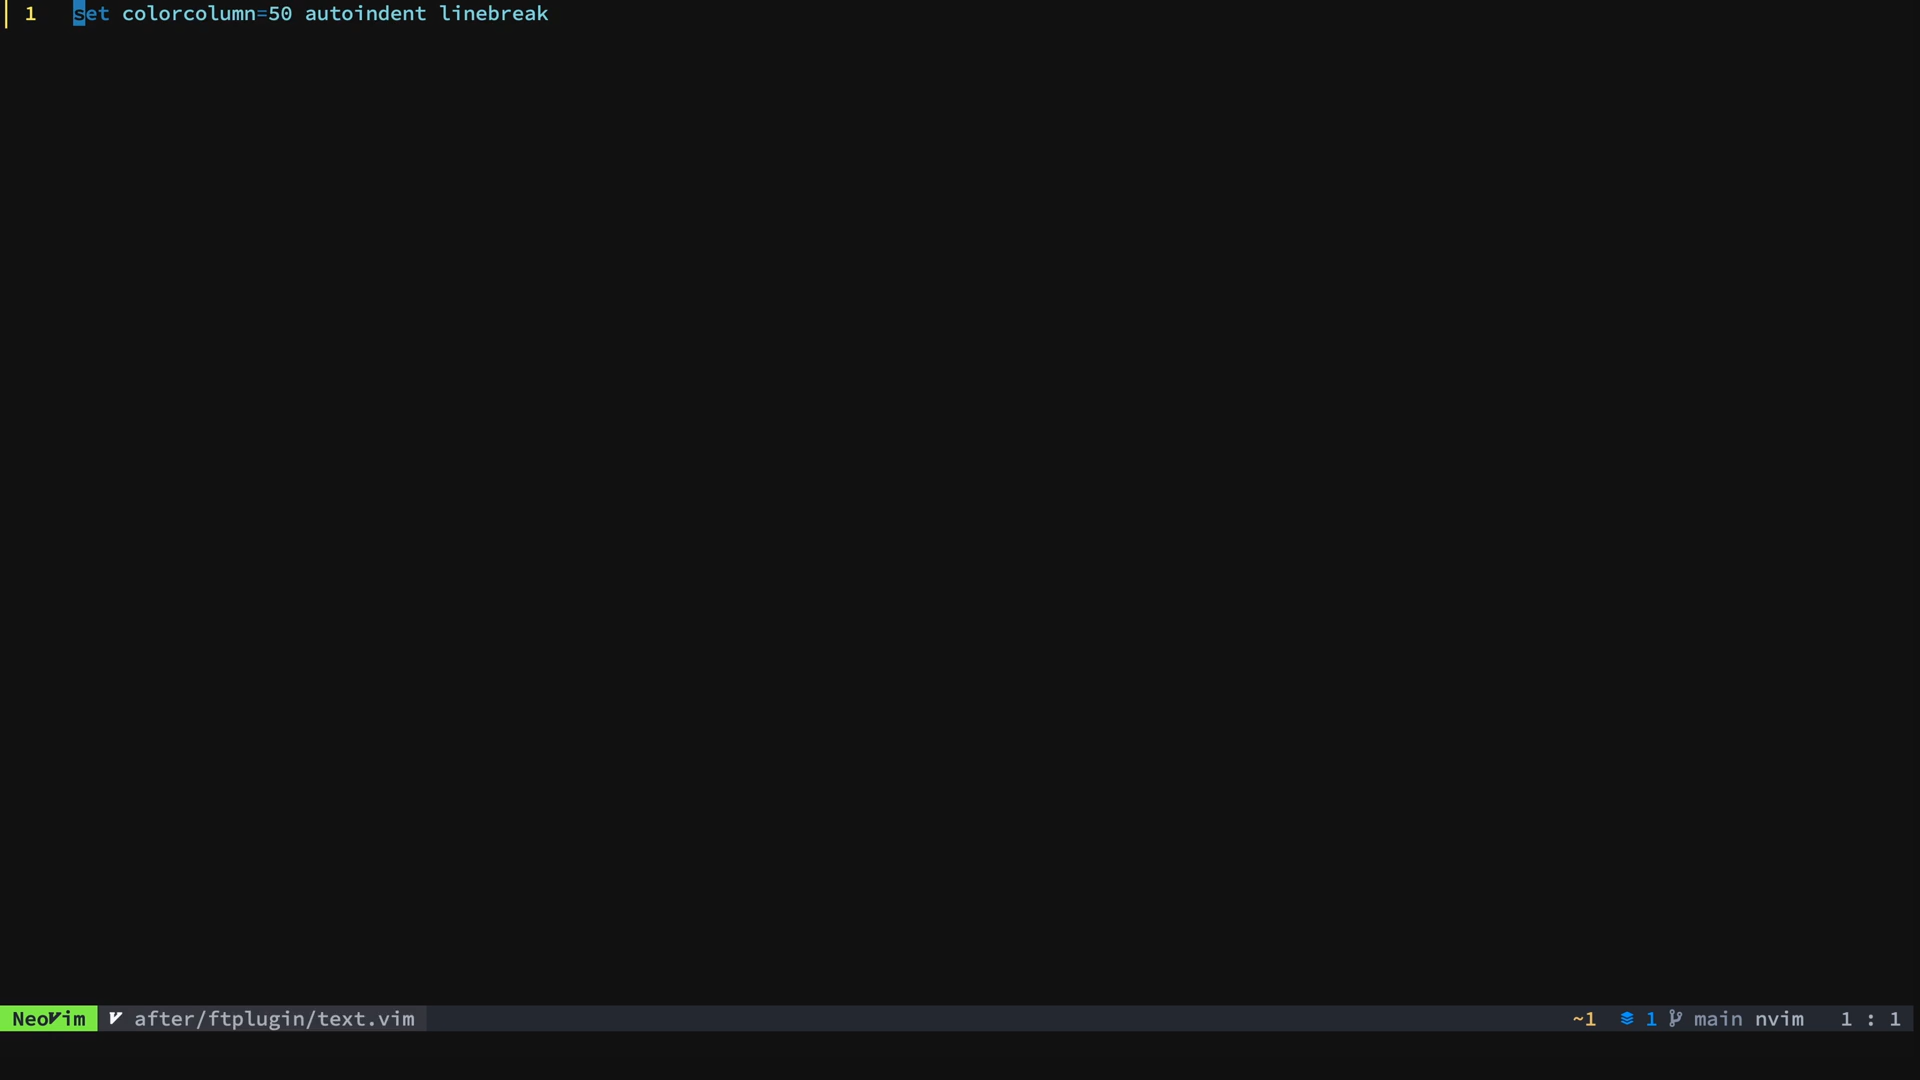 1 set colorcolumn=50 autoindent linebreak
NeoVim after/ftplugin/text.vim ~1 1 main nvim 1 : 1